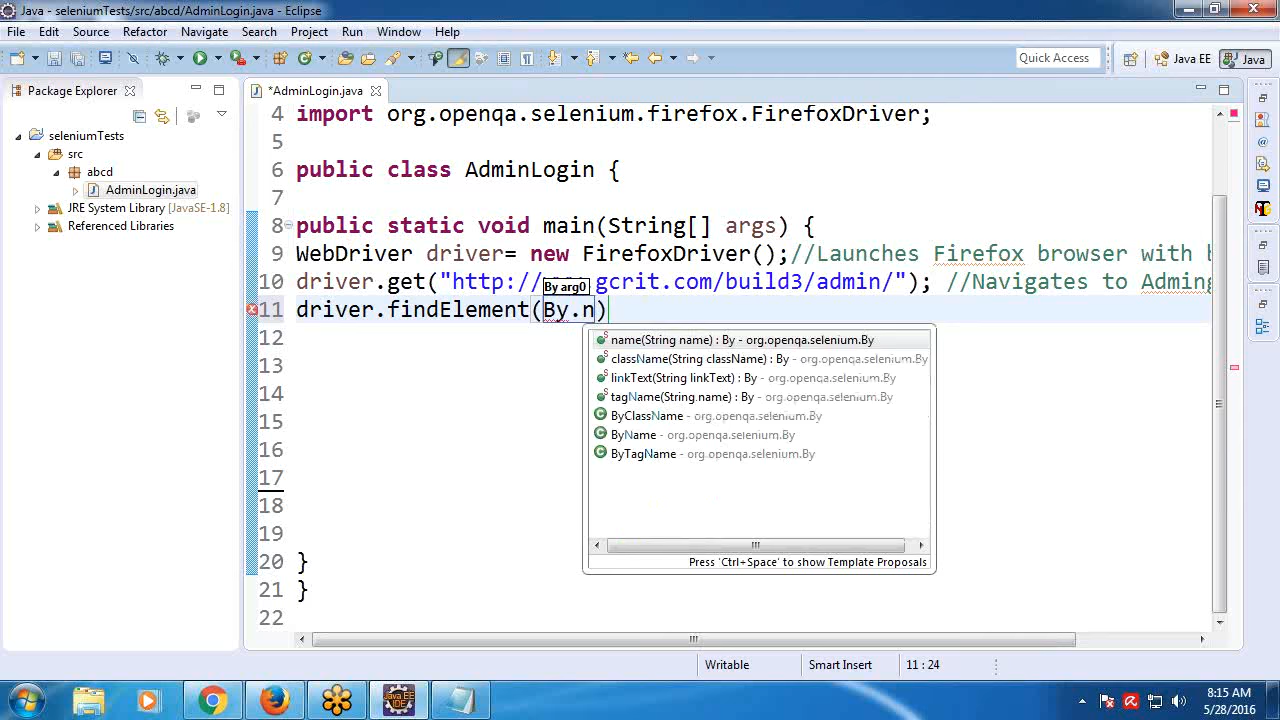 Java - seleniumTests/src/abcd/AdminLogin.java - Eclipse
File Edit Source Refactor Navigate Search Project Run Window Help
Quick Access
Java EE
Java
Package Explorer
*AdminLogin.java
seleniumTests
src
abcd
AdminLogin.java
JRE System Library [JavaSE-1.8]
Referenced Libraries
4 import org.openqa.selenium.firefox.FirefoxDriver;
5
6 public class AdminLogin {
7
8 public static void main(String[] args) {
9 WebDriver driver= new FirefoxDriver();//Launches Firefox browser with
10 driver.get("http:// gcrit.com/build3/admin/"); //Navigates to Adming
By arg0
11 driver.findElement(By.n)
12
13
14
15
16
17
18
19
20 }
21 }
22
name(String name) : By - org.openqa.selenium.By
className(String className) : By - org.openqa.selenium.By
linkText(String linkText) : By - org.openqa.selenium.By
tagName(String name) : By - org.openqa.selenium.By
ByClassName - org.openqa.selenium.By
ByName - org.openqa.selenium.By
ByTagName - org.openqa.selenium.By
Press 'Ctrl+Space' to show Template Proposals
Writable
Smart Insert
11 : 24
Java EE
IDE
8:15 AM
5/28/2016